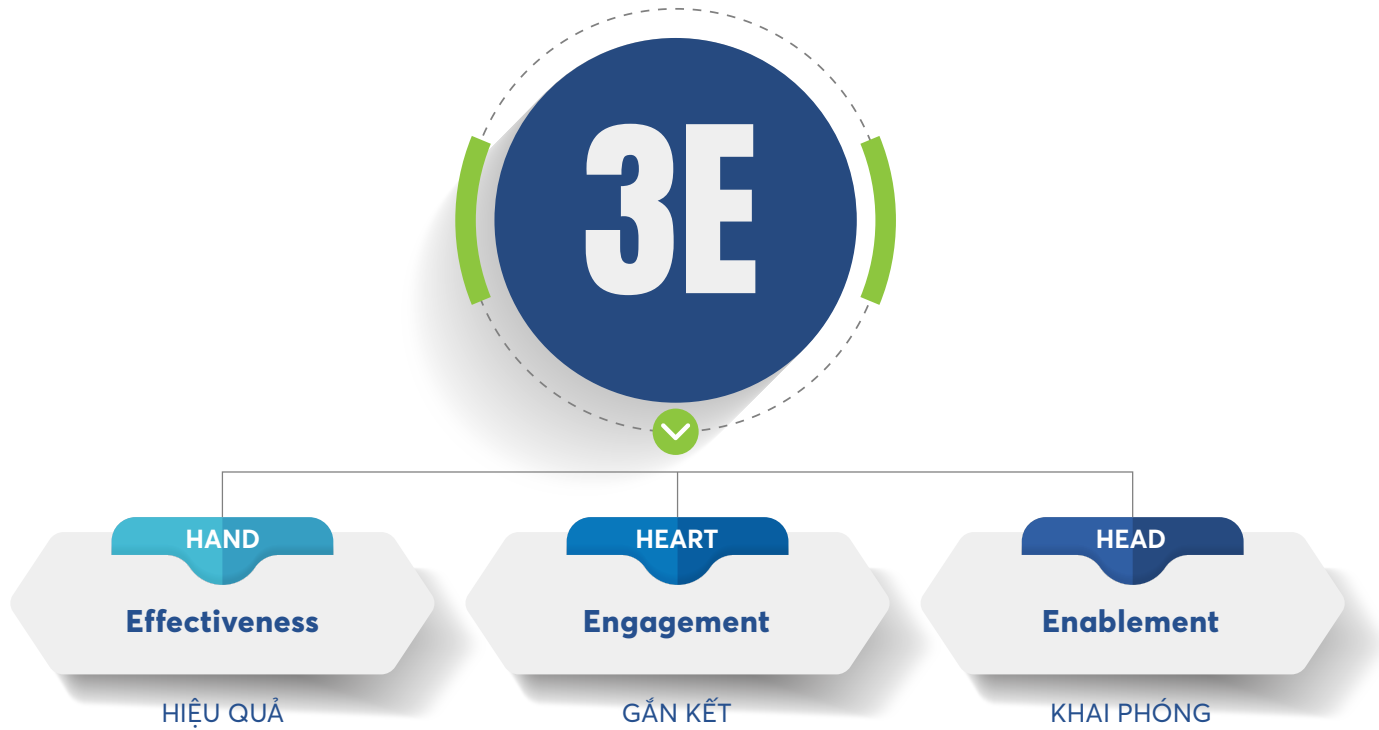 3E
HAND
Effectiveness
HIỆU QUẢ
HEART
Engagement
GẮN KẾT
HEAD
Enablement
KHAI PHÓNG